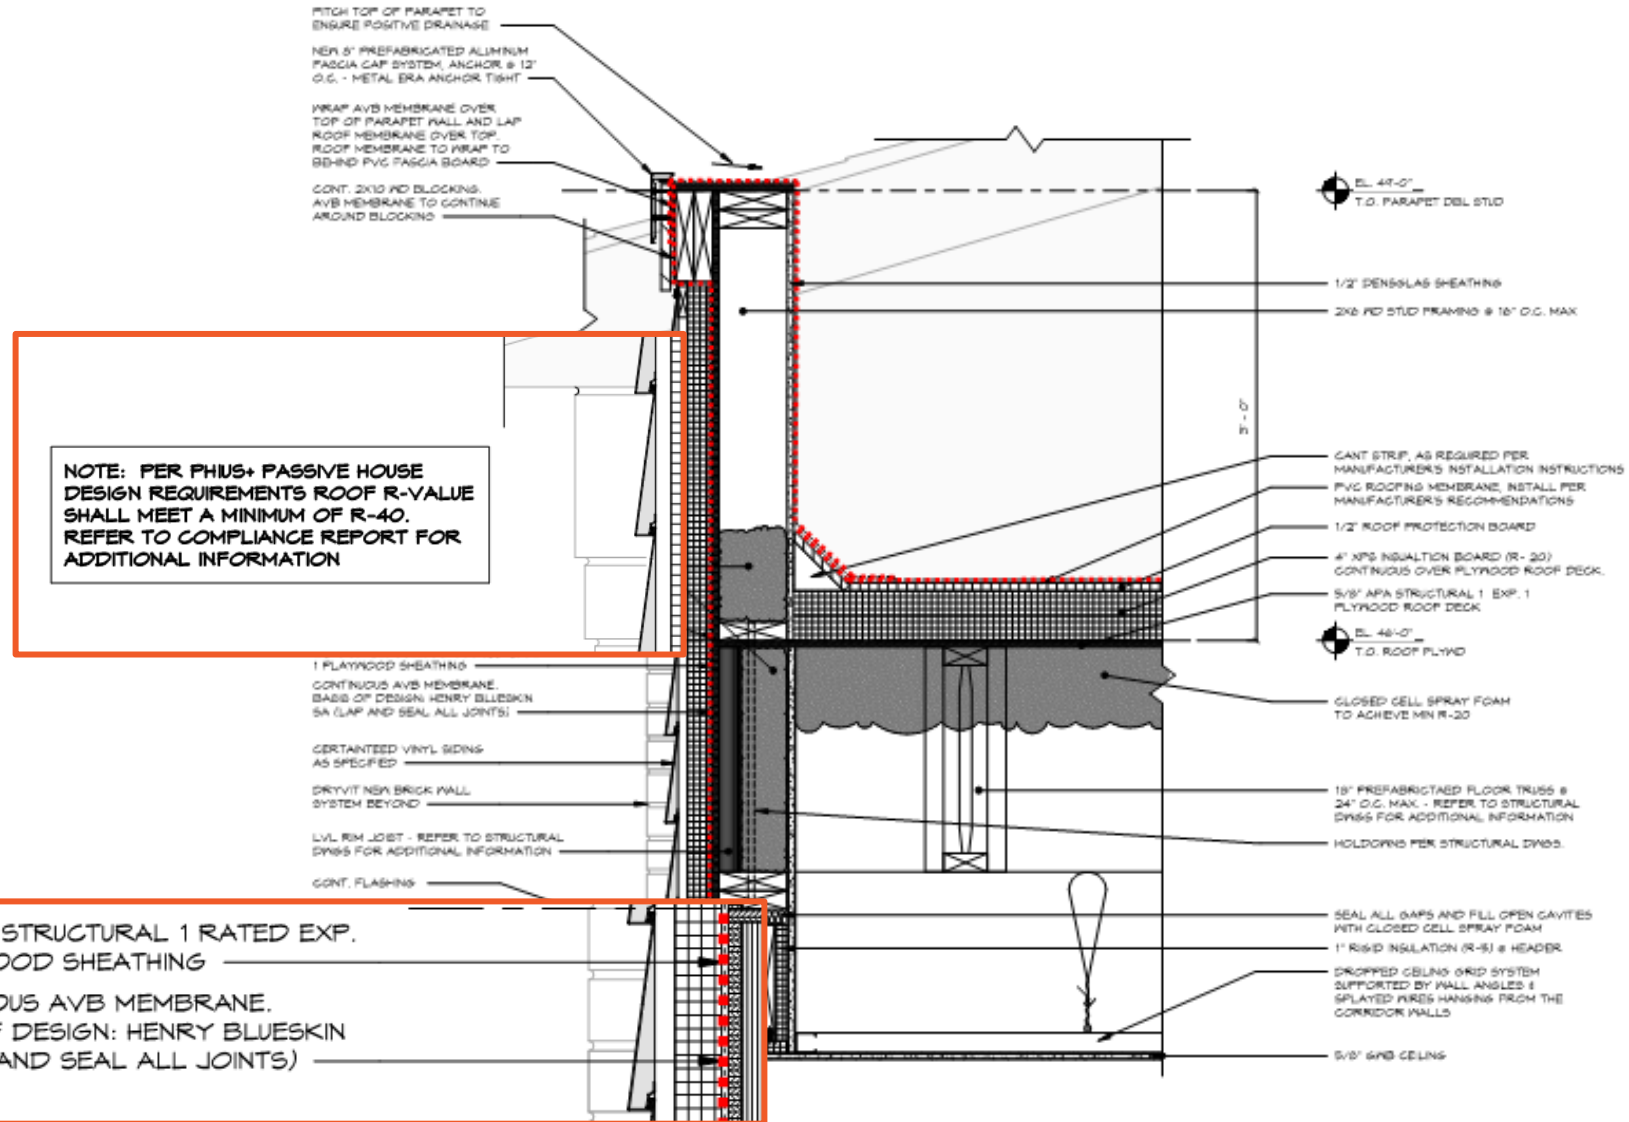 PITCH TOP OF PARAPET TO
ENSURE POSITIVE DRAINAGE
NEW 8" PREFABRICATED ALUMINUM
FASCIA CAP SYSTEM, ANCHOR @ 12"
O.C. - METAL ERA ANCHOR TIGHT
WRAP AVB MEMBRANE OVER
TOP OF PARAPET WALL AND LAP
ROOF MEMBRANE OVER TOP.
ROOF MEMBRANE TO WRAP TO
BEHIND PVC FASCIA BOARD
CONT. 2X10 WD BLOCKING.
AVB MEMBRANE TO CONTINUE
AROUND BLOCKING
NOTE: PER PHIUS+ PASSIVE HOUSE
DESIGN REQUIREMENTS ROOF R-VALUE
SHALL MEET A MINIMUM OF R-40.
REFER TO COMPLIANCE REPORT FOR
ADDITIONAL INFORMATION
1 PLAYWOOD SHEATHING
CONTINUOUS AVB MEMBRANE.
BASIS OF DESIGN: HENRY BLUESKIN
SA (LAP AND SEAL ALL JOINTS)
CERTAINTEED VINYL SIDING
AS SPECIFIED
DRYVIT NEW BRICK WALL
SYSTEM BEYOND
LVL RIM JOIST - REFER TO STRUCTURAL
DWGS FOR ADDITIONAL INFORMATION
CONT. FLASHING
STRUCTURAL 1 RATED EXP.
OOD SHEATHING
OUS AVB MEMBRANE.
F DESIGN: HENRY BLUESKIN
AND SEAL ALL JOINTS)
EL. 49'-0"
T.O. PARAPET DBL STUD
1/2" DENSGLAS SHEATHING
2X6 WD STUD FRAMING @ 16" O.C. MAX
3'-0"
CANT STRIP, AS REQUIRED PER
MANUFACTURER'S INSTALLATION INSTRUCTIONS
PVC ROOFING MEMBRANE, INSTALL PER
MANUFACTURER'S RECOMMENDATIONS
1/2" ROOF PROTECTION BOARD
4" XPS INSUALTION BOARD (R- 20)
CONTINUOUS OVER PLYWOOD ROOF DECK.
5/8" APA STRUCTURAL 1 EXP. 1
PLYWOOD ROOF DECK
EL. 46'-0"
T.O. ROOF PLYWD
CLOSED CELL SPRAY FOAM
TO ACHIEVE MIN R-20
18" PREFABRICTAED FLOOR TRUSS @
24" O.C. MAX. - REFER TO STRUCTURAL
DWGS FOR ADDITIONAL INFORMATION
HOLDOWNS PER STRUCTURAL DWGS.
SEAL ALL GAPS AND FILL OPEN CAVITIES
WITH CLOSED CELL SPRAY FOAM
1" RIGID INSULATION (R-5) @ HEADER
DROPPED CEILING GRID SYSTEM
SUPPORTED BY WALL ANGLES &
SPLAYED WIRES HANGING FROM THE
CORRIDOR WALLS
5/8" GWB CEILING